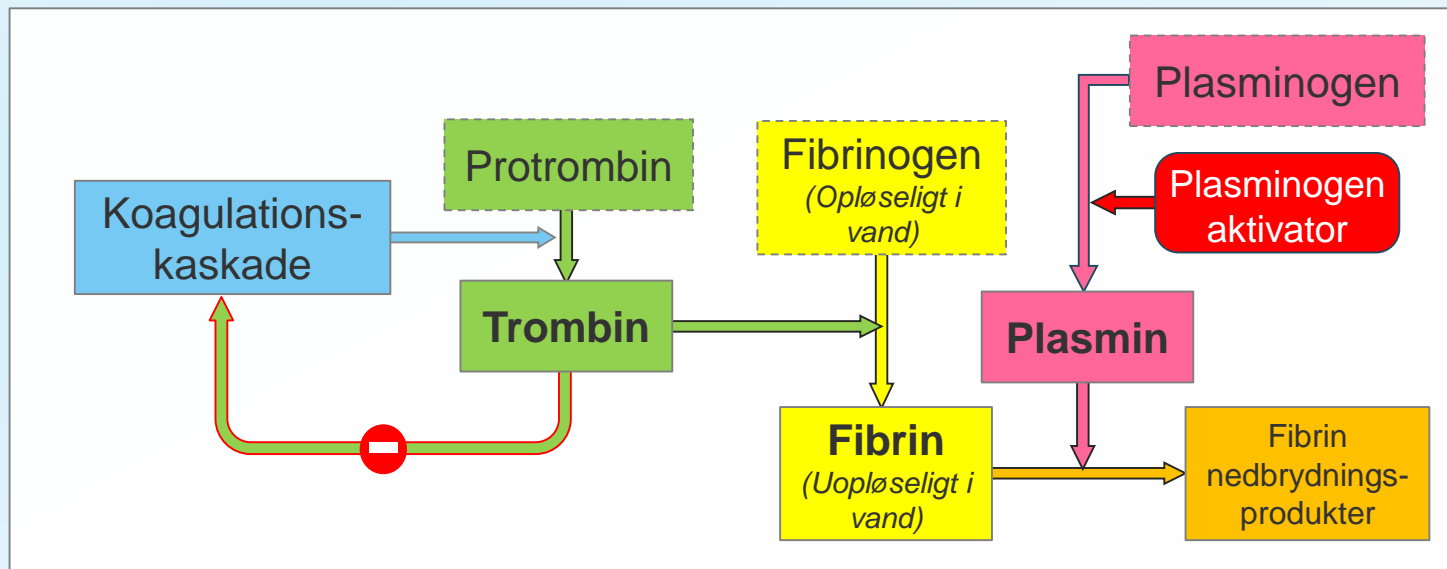 Plasminogen
Protrombin
Fibrinogen
(Opløseligt i
vand)
Plasminogen
aktivator
Koagulations-
kaskade
Trombin
Plasmin
Fibrin
(Uopløseligt i
vand)
Fibrin
nedbrydnings-
produkter